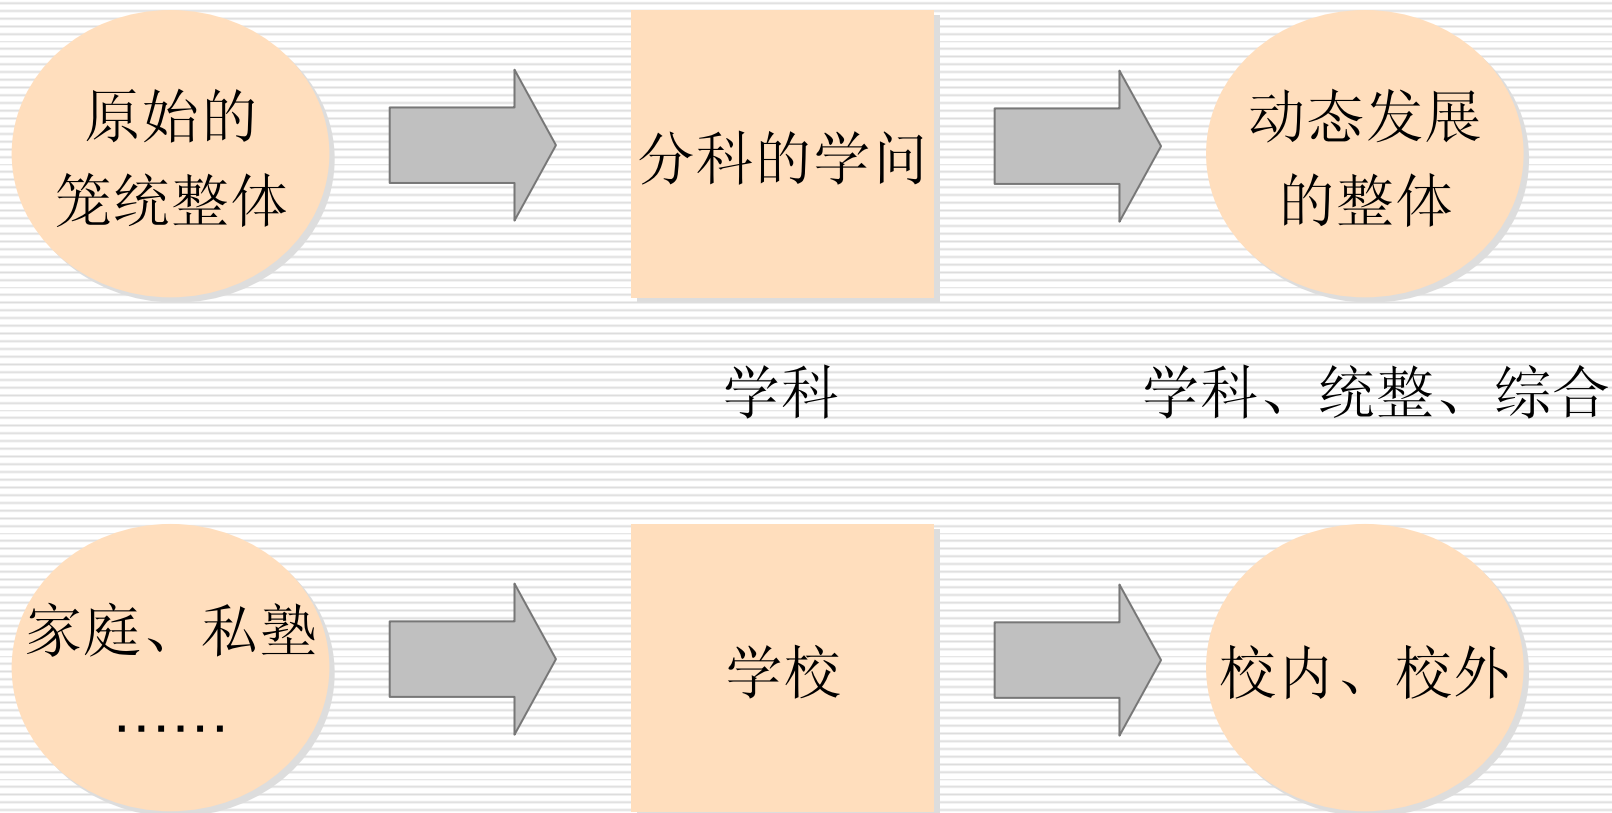 原始的
笼统整体
分科的学问
动态发展
的整体
学科
学科、统整、综合
家庭、私塾
……
学校
校内、校外